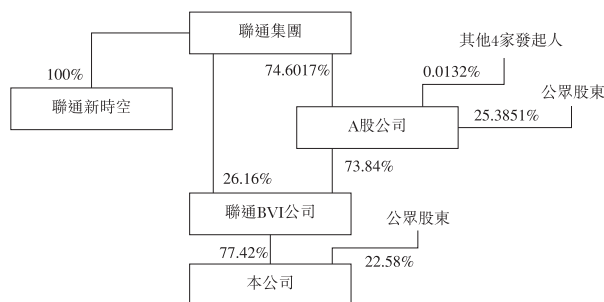 聯通集團
其他4家發起人
100%
74.6017%
0.0132%
公眾股東
聯通新時空
A股公司
25.3851%
26.16%
73.84%
聯通BVI公司
公眾股東
77.42%
22.58%
本公司